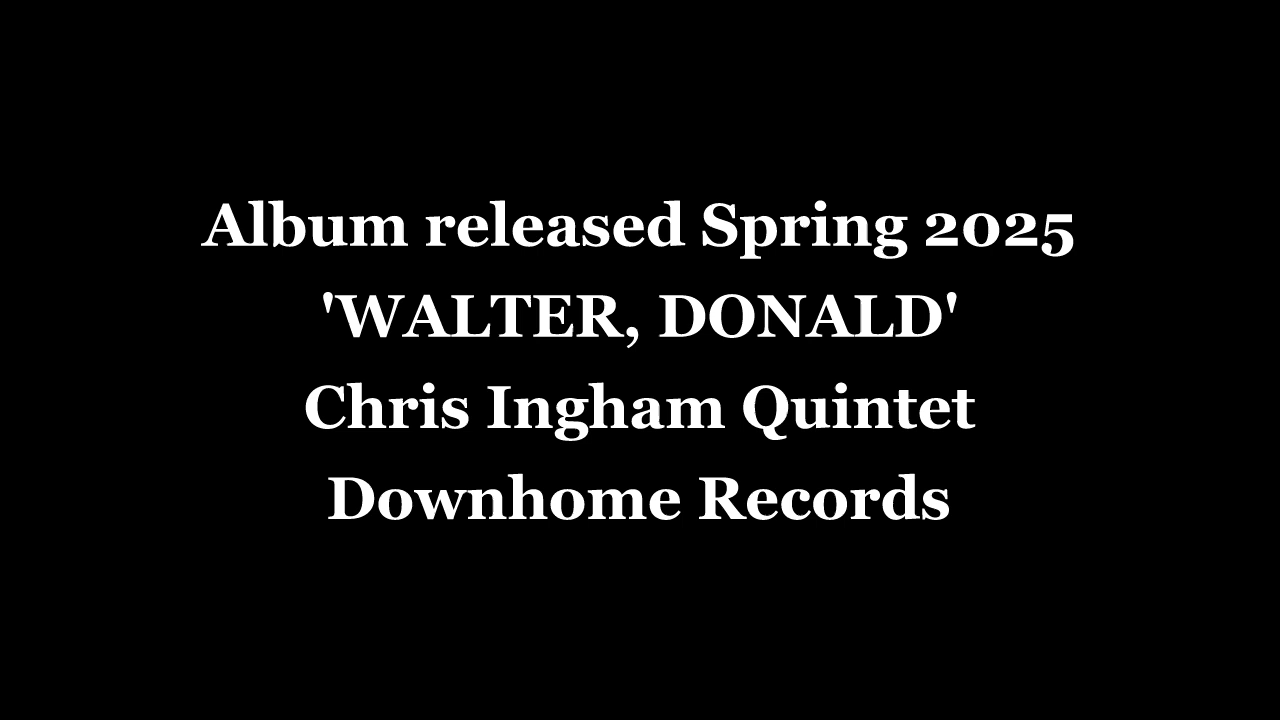 Album released Spring 2025
'WALTER, DONALD'
Chris Ingham Quintet
Downhome Records